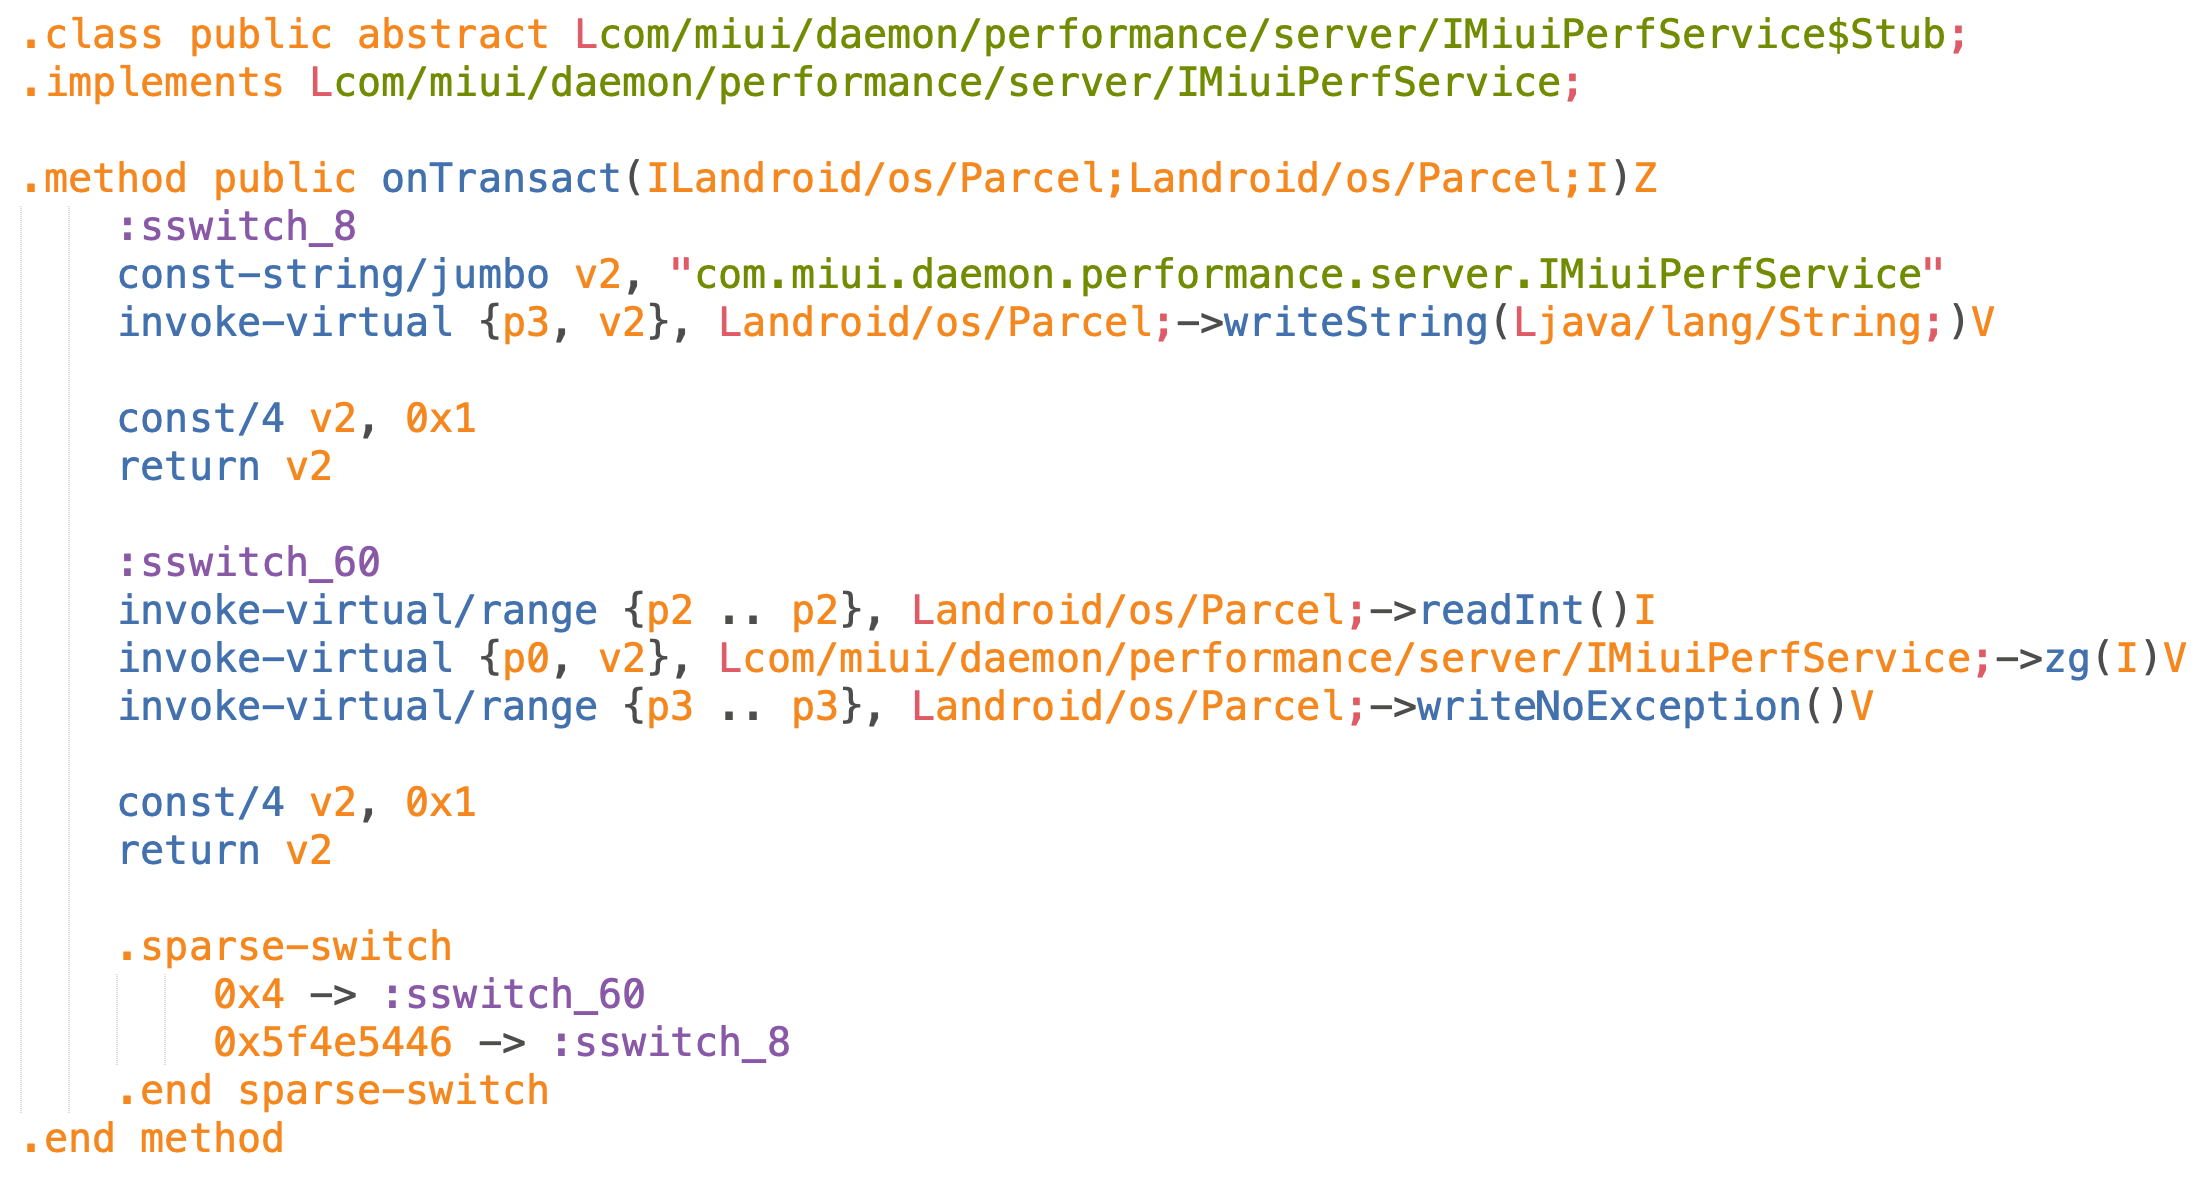 .class public abstract Lcom/miui/daemon/performance/server/IMiuiPerfService$Stub;
.implements Lcom/miui/daemon/performance/server/IMiuiPerfService;
.method public onTransact(ILandroid/os/Parcel;Landroid/os/Parcel;I)Z
:sswitch_8
const-string/jumbo v2, "com.miui.daemon.performance.server.IMiuiPerfService"
invoke-virtual {p3, v2}, Landroid/os/Parcel;->writeString(Ljava/lang/String;)V
const/4 v2, 0x1
return v2
:sswitch_60
invoke-virtual/range {p2 .. p2}, Landroid/os/Parcel;->readInt()I
invoke-virtual {p0, v2}, Lcom/miui/daemon/performance/server/IMiuiPerfService;->zg(I)V
invoke-virtual/range {p3 .. p3}, Landroid/os/Parcel;->writeNoException()V
const/4 v2, 0x1
return v2
.sparse-switch
0x4 -> :sswitch_60
0x5f4e5446 -> :sswitch_8
.end sparse-switch
.end method